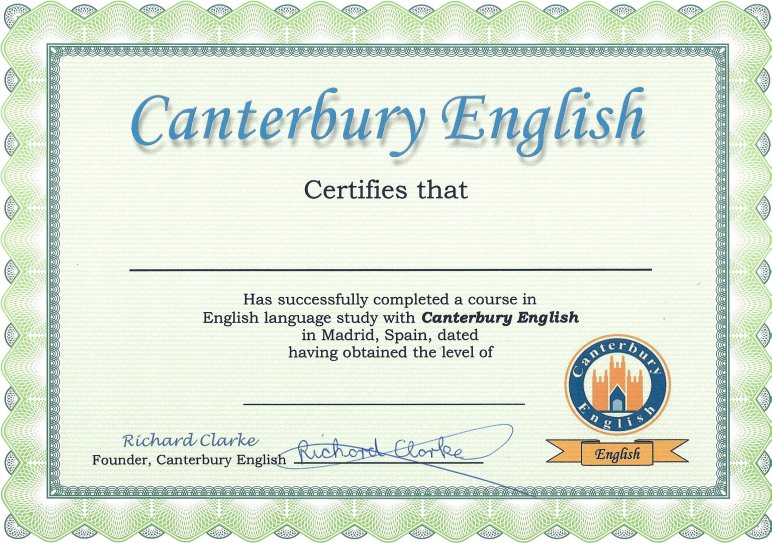 Canterbury English
Certifies that
Has successfully completed a course in
English language study with Canterbury English
in Madrid, Spain, dated
having obtained the level of
Canterbury
English
English
Richard Clarke
Founder, Canterbury English
Richard Clarke